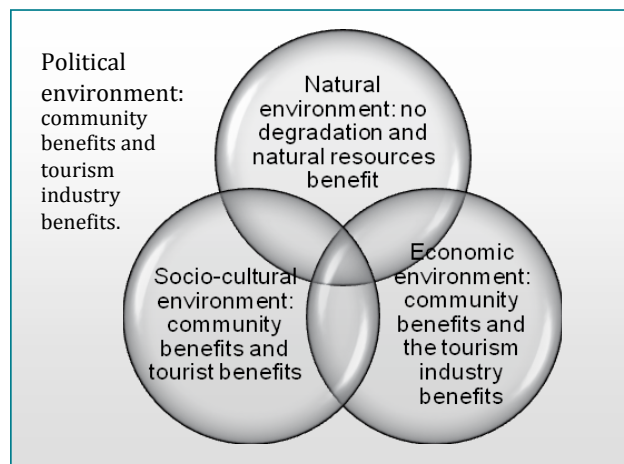 Political
environment:
community
benefits and
tourism
industry
benefits.
Natural
environment: no
degradation and
natural resources
benefit
Socio-cultural
environment:
community
benefits and
tourist benefits
Economic
environment:
community
benefits and
the tourism
industry
benefits